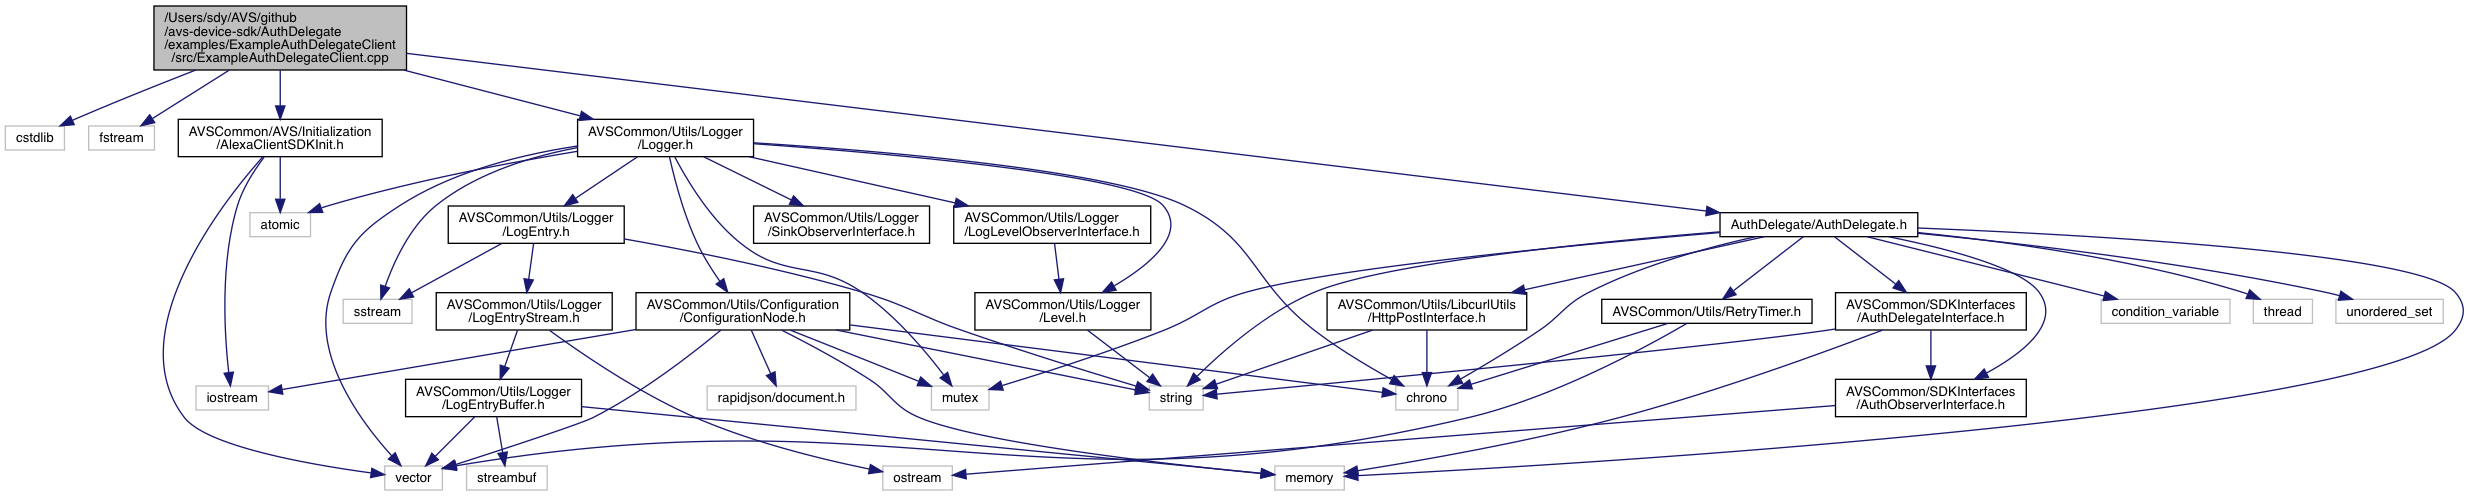 /Users/sdy/AVS/github
/avs-device-sdk/AuthDelegate
/examples/ExampleAuthDelegateClient
/src/ExampleAuthDelegateClient.cpp
cstdlib
fstream
AVSCommon/AVS/Initialization
/AlexaClientSDKInit.h
AVSCommon/Utils/Logger
/Logger.h
atomic
AVSCommon/Utils/Logger
/LogEntry.h
AVSCommon/Utils/Logger
/SinkObserverInterface.h
AVSCommon/Utils/Logger
/LogLevelObserverInterface.h
AuthDelegate/AuthDelegate.h
sstream
AVSCommon/Utils/Logger
/LogEntryStream.h
AVSCommon/Utils/Configuration
/ConfigurationNode.h
AVSCommon/Utils/Logger
/Level.h
AVSCommon/Utils/LibcurlUtils
/HttpPostInterface.h
AVSCommon/Utils/RetryTimer.h
AVSCommon/SDKInterfaces
/AuthDelegateInterface.h
condition_variable
thread
unordered_set
iostream
AVSCommon/Utils/Logger
/LogEntryBuffer.h
rapidjson/document.h
mutex
string
chrono
AVSCommon/SDKInterfaces
/AuthObserverInterface.h
vector
streambuf
ostream
memory